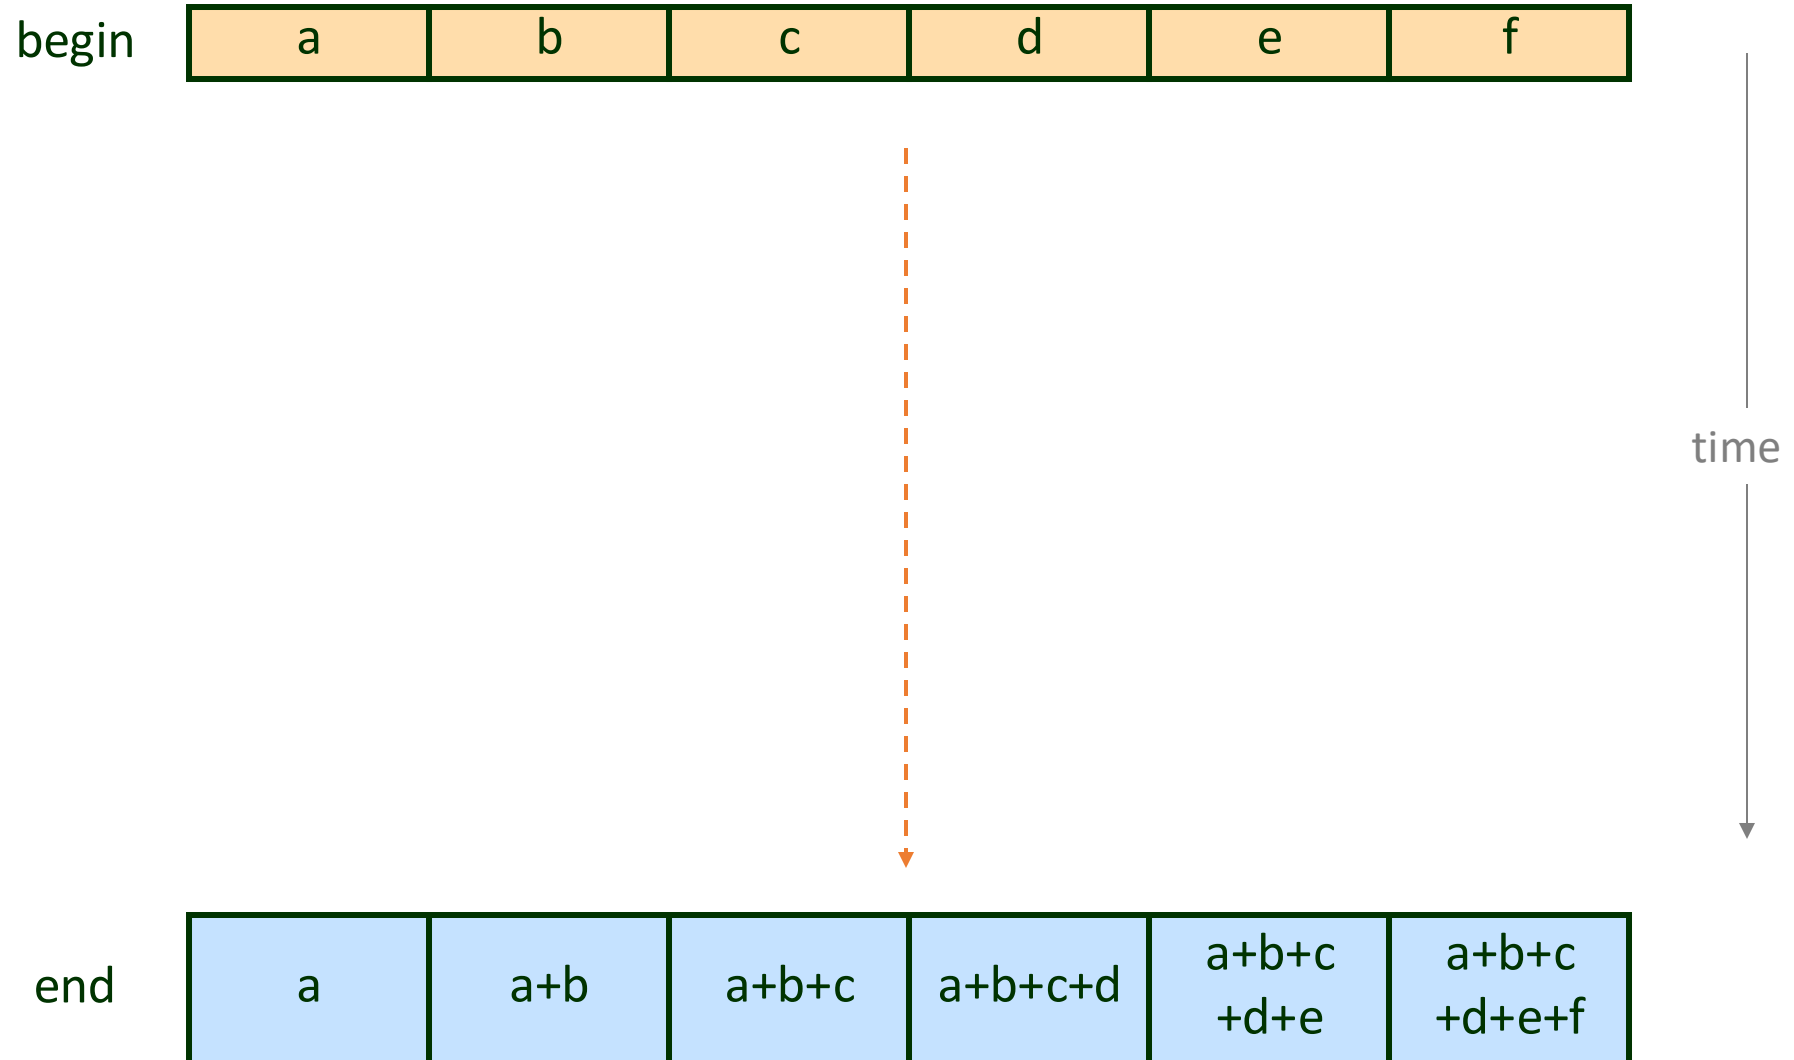 begin a b c d e f
time
end a a+b a+b+c a+b+c+d a+b+c +d+e a+b+c +d+e+f